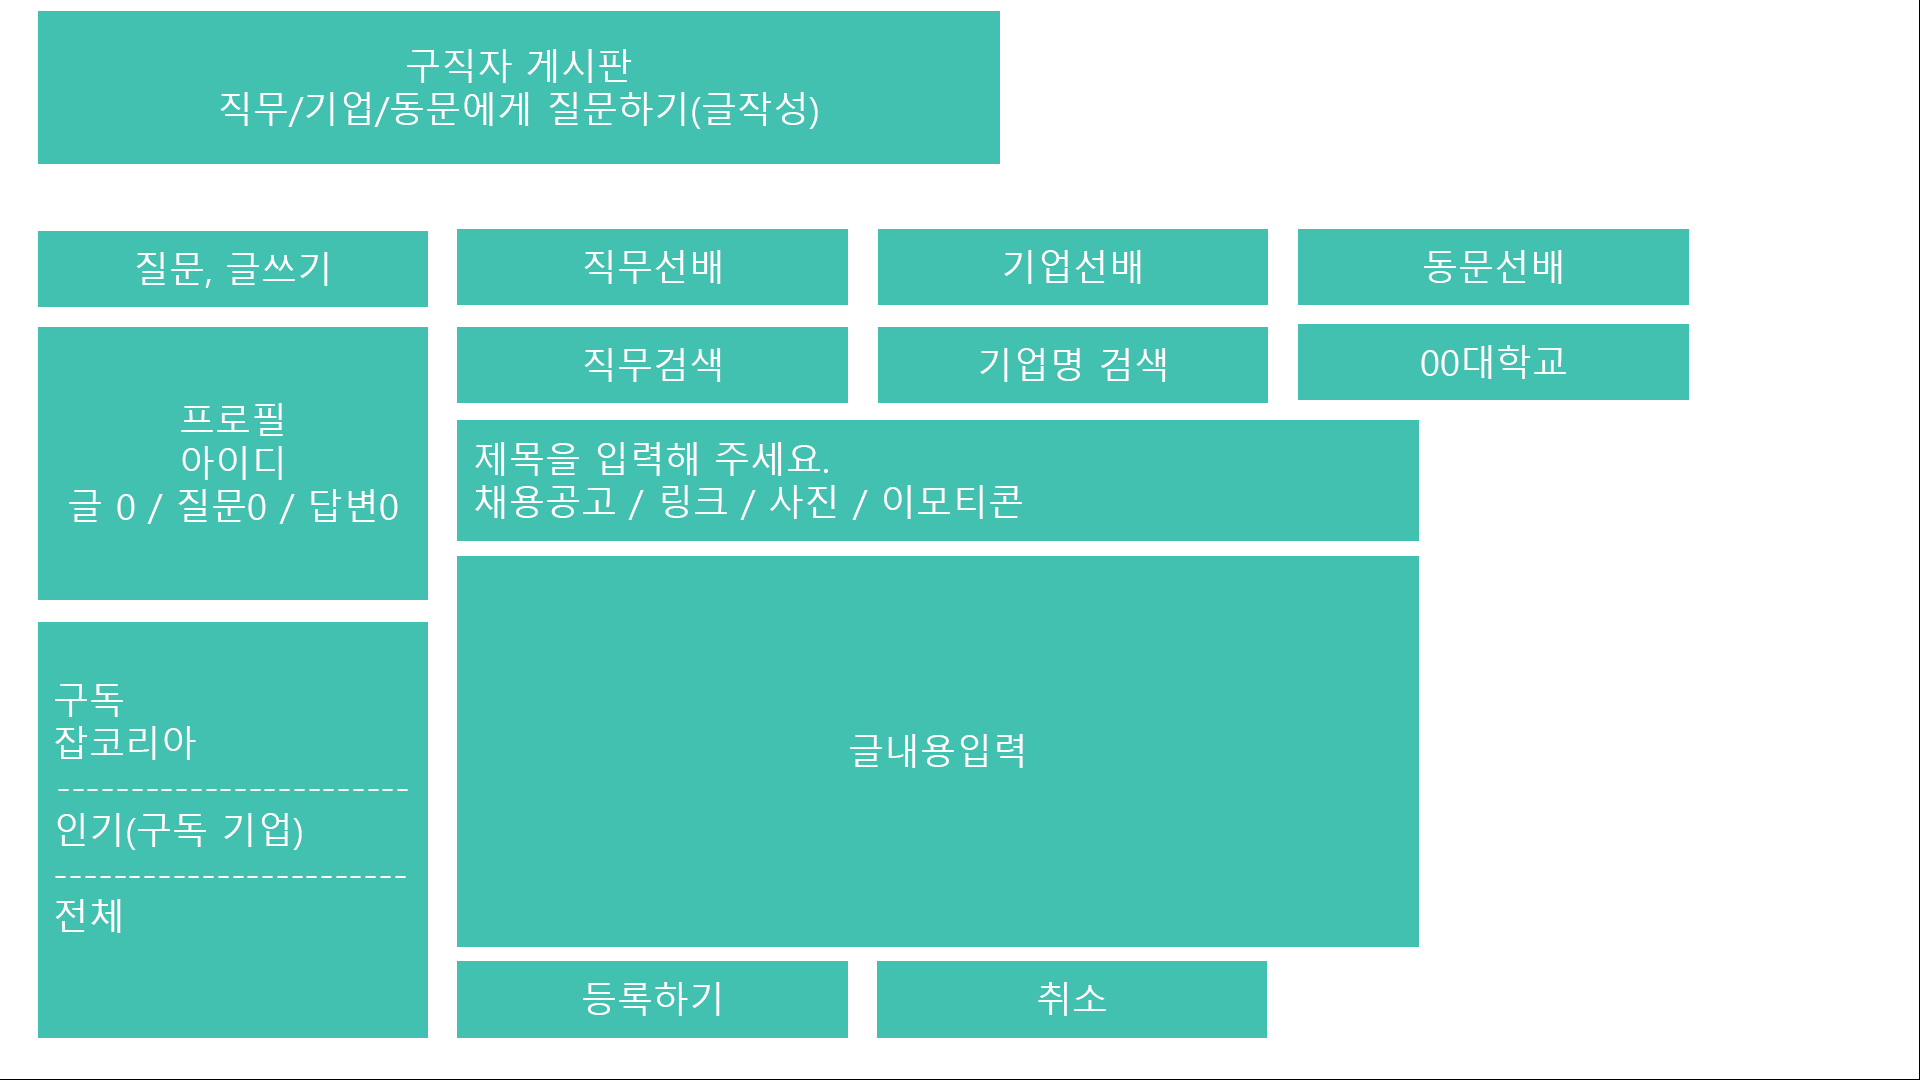 구직자 게시판
직무/기업/동문에게 질문하기(글작성)
질문, 글쓰기
직무선배
기업선배
동문선배
직무검색
기업명 검색
00대학교
프로필
아이디
글 0 / 질문0 / 답변0
제목을 입력해 주세요.
채용공고 / 링크 / 사진 / 이모티콘
구독
잡코리아
------------------------
인기(구독 기업)
------------------------
전체
글내용입력
등록하기
취소